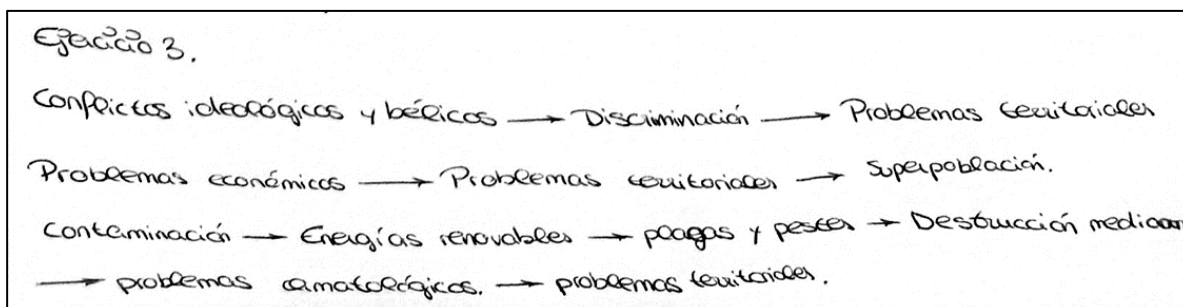 Ejercicio 3.
Conflictos ideológicos y bélicos → Discriminación → Problemas territoriales
Problemas económicos → Problemas territoriales → Superpoblación.
Contaminación → Energías renovables → plagas y pestes → Destrucción medioam
→ problemas climatológicos. → problemas territoriales.